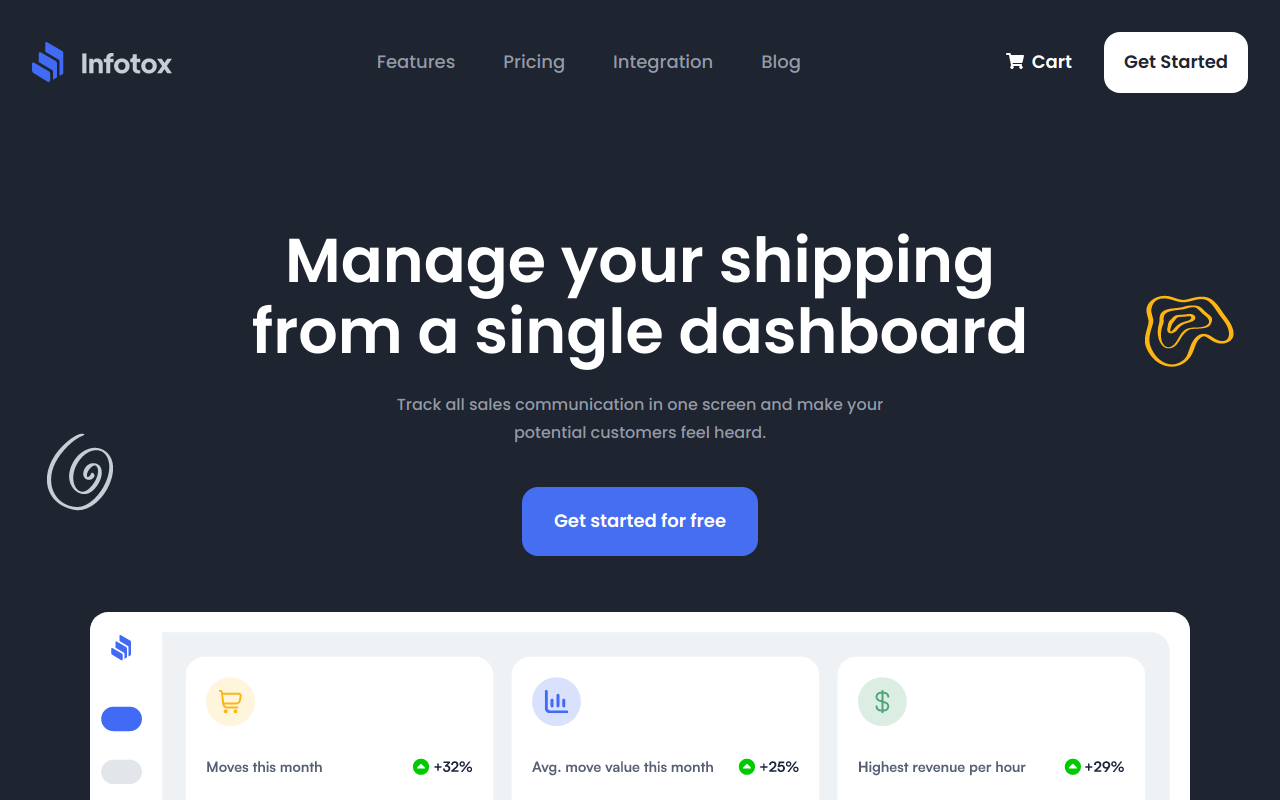 Infotox
Features
Pricing
Integration
Blog
Cart
Get Started
Manage your shipping
from a single dashboard
Track all sales communication in one screen and make your
potential customers feel heard.
Get started for free
Moves this month
+32%
Avg. move value this month
+25%
Highest revenue per hour
+29%